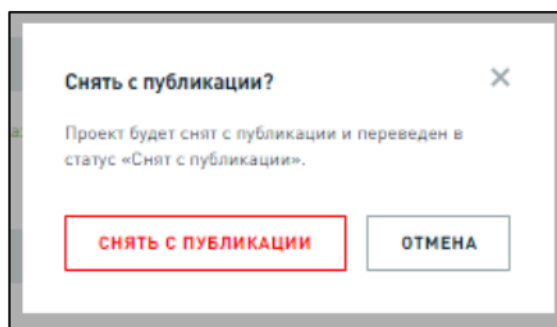 Снять с публикации?
Проект будет снят с публикации и переведен в
статус «Снят с публикации».
СНЯТЬ С ПУБЛИКАЦИИ
ОТМЕНА